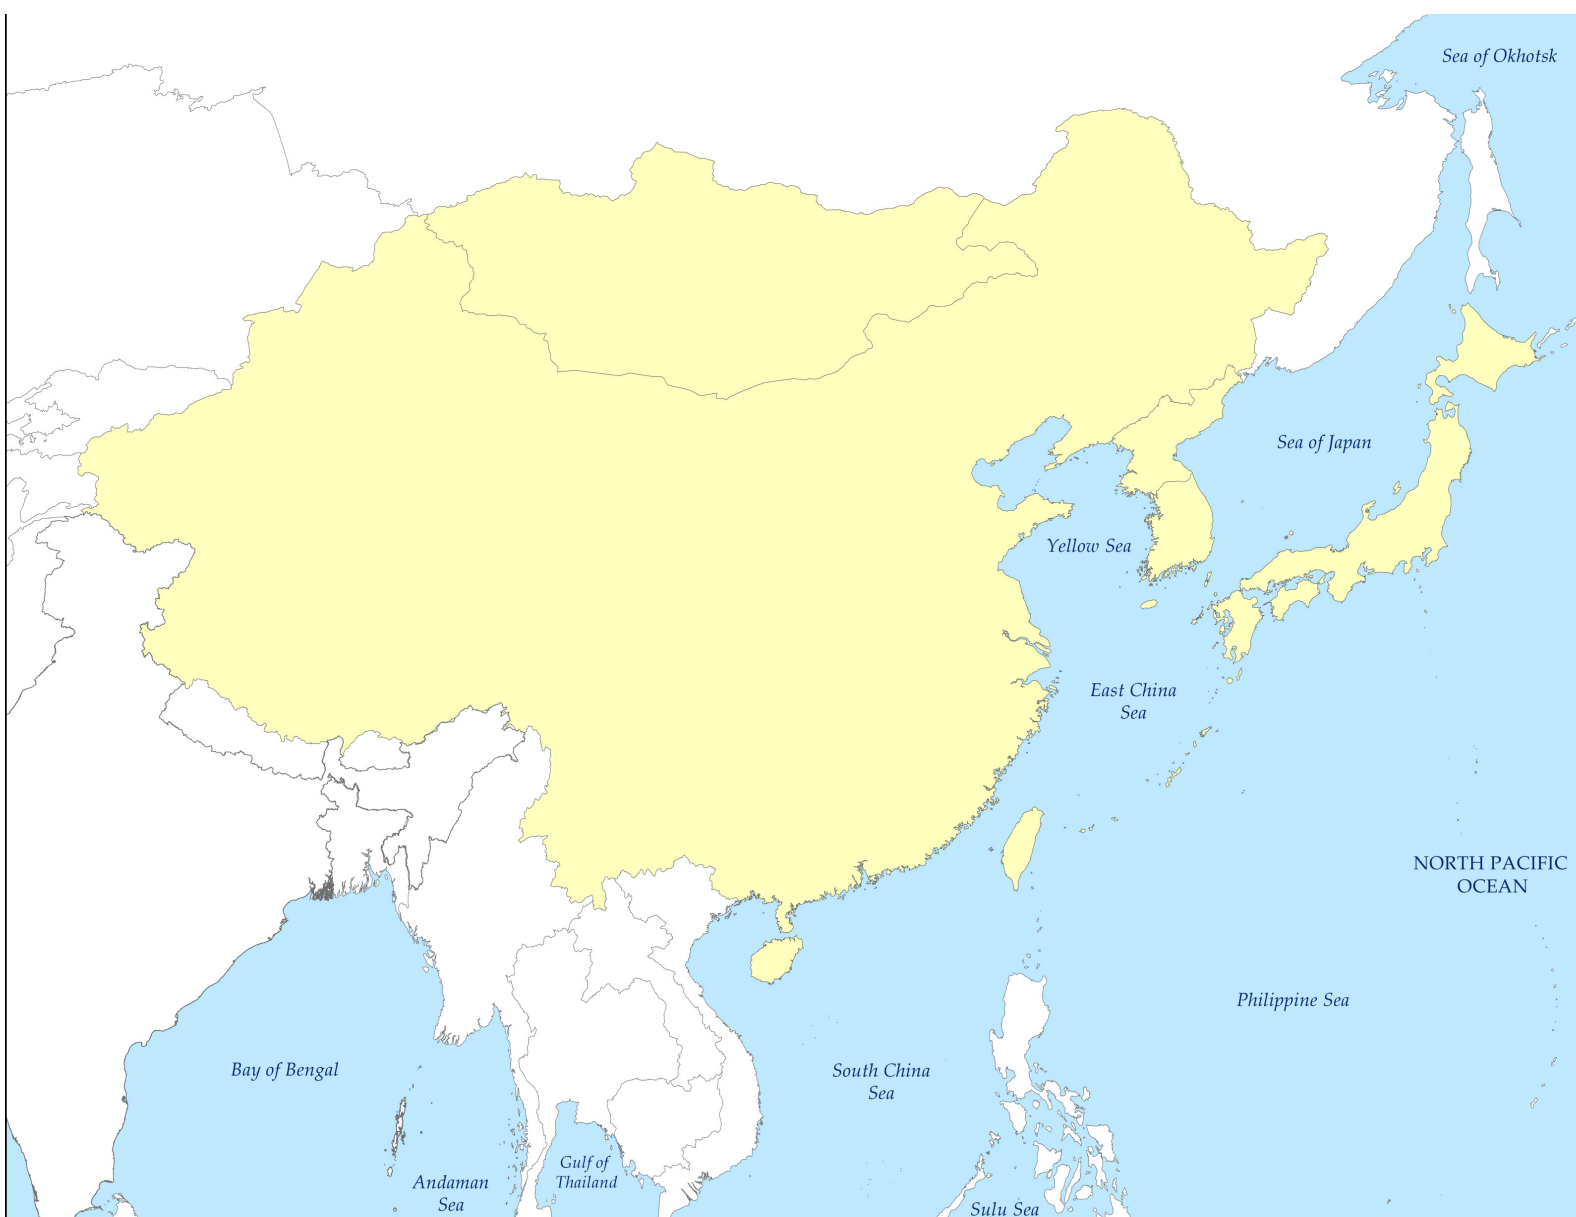 Sea of Okhotsk
Sea of Japan
Yellow Sea
East China
Sea
NORTH PACIFIC
OCEAN
Philippine Sea
Bay of Bengal
South China
Sea
Gulf of
Thailand
Andaman
Sea
Sulu Sea